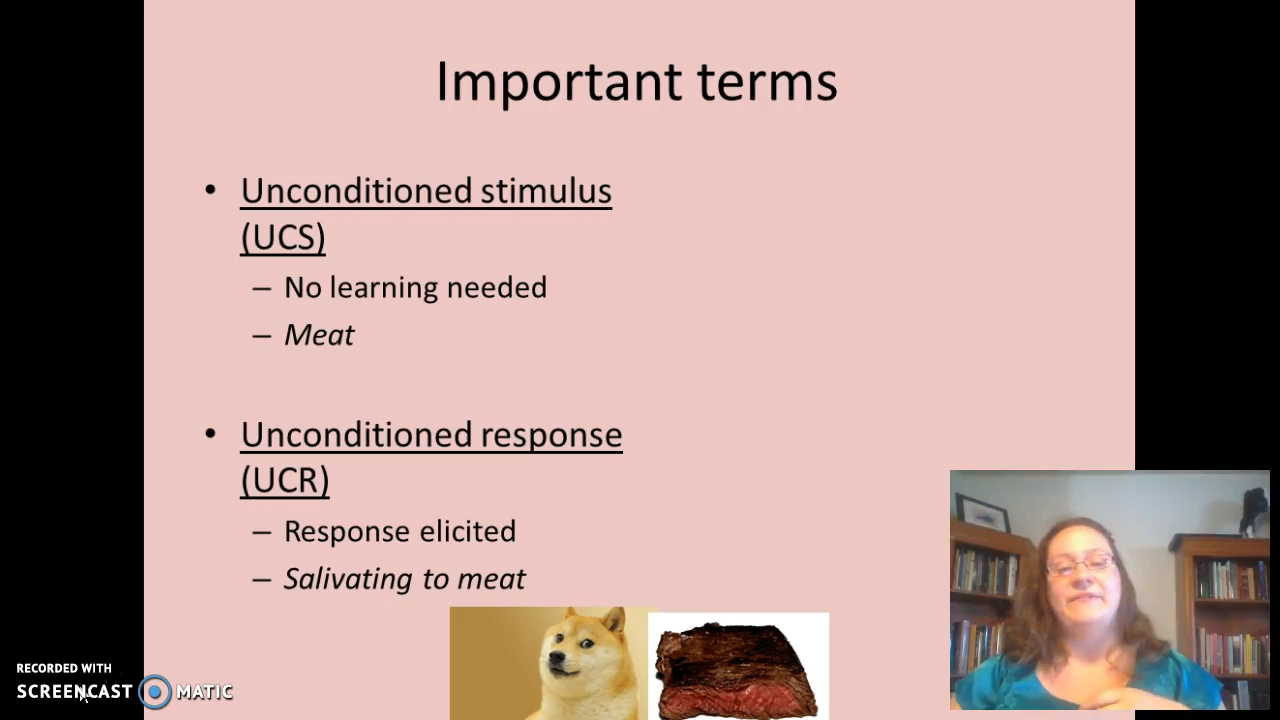 Important terms
• Unconditioned stimulus
(UCS)
– No learning needed
– Meat
• Unconditioned response
(UCR)
– Response elicited
– Salivating to meat
RECORDED WITH
SCREENCAST MATIC